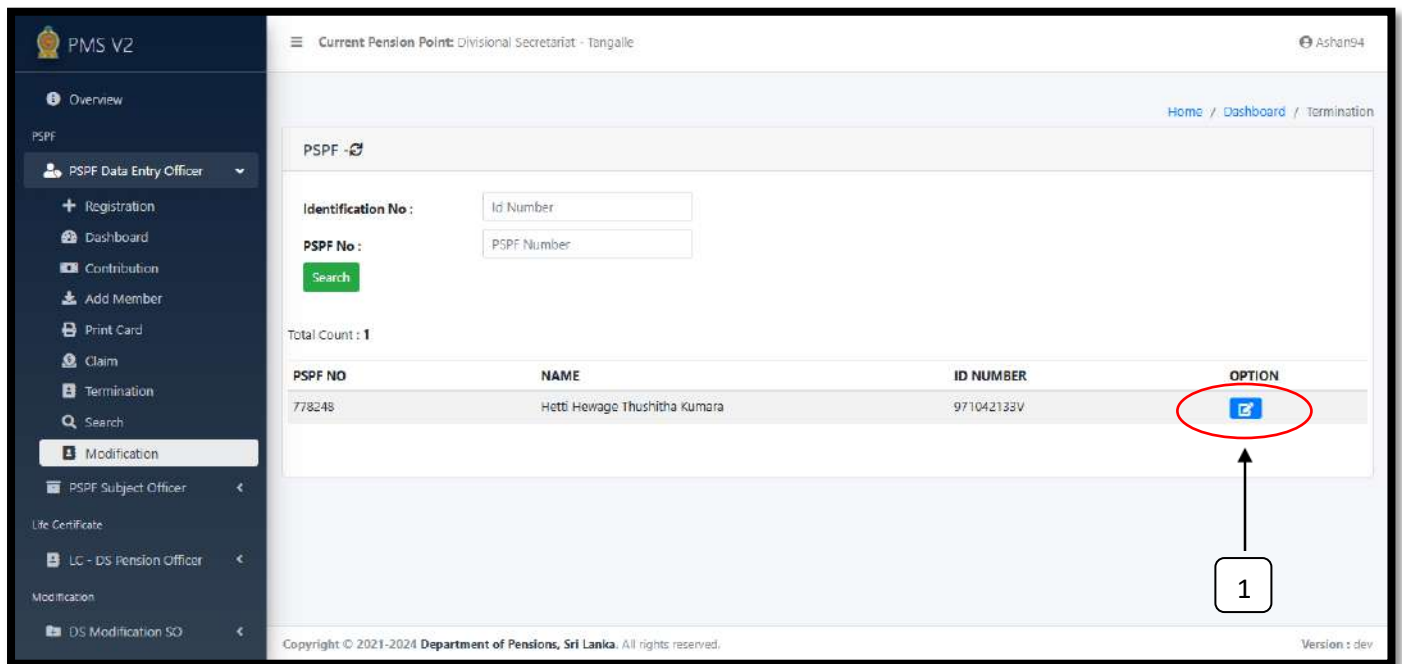 PMS V2
Current Pension Point: Divisional Secretariat - Tangalle
Ashan94
Overview
Home / Dashboard / Termination
PSPF
PSPF -
PSPF Data Entry Officer
Registration
Identification No :
Id Number
Dashboard
PSPF No :
PSPF Number
Contribution
Search
Add Member
Print Card
Total Count : 1
Claim
PSPF NO NAME ID NUMBER OPTION
Termination
778248 Hetti Hewage Thushitha Kumara 971042133V
Search
Modification
PSPF Subject Officer
Life Certificate
LC - DS Pension Officer
1
Modification
DS Modification SO
Copyright © 2021-2024 Department of Pensions, Sri Lanka. All rights reserved.
Version : dev